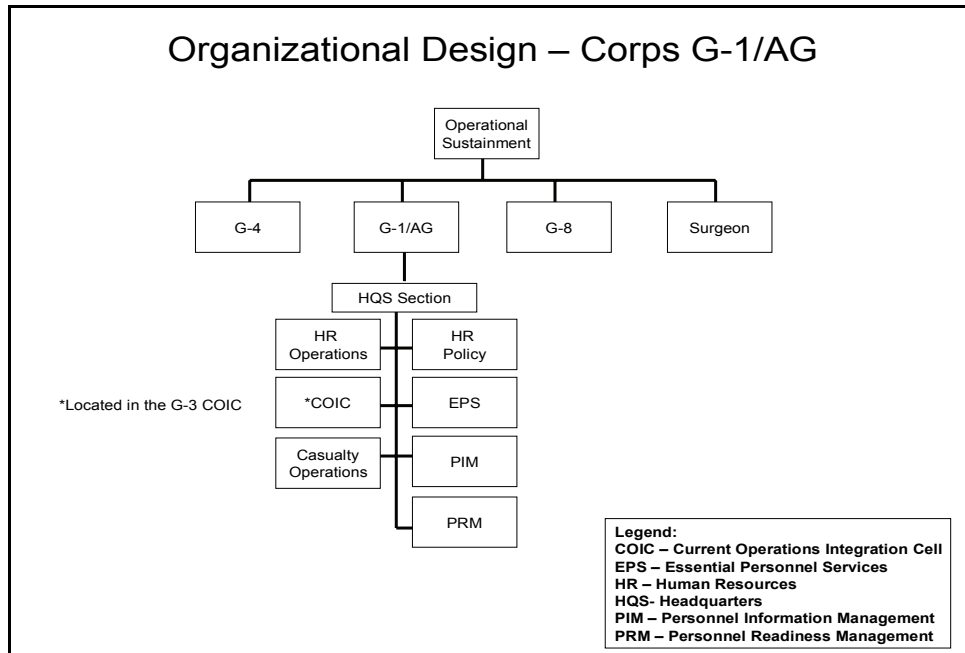 Organizational Design – Corps G-1/AG
Operational
Sustainment
G-4
G-1/AG
G-8
Surgeon
HQS Section
HR
Operations
HR
Policy
*Located in the G-3 COIC
*COIC
EPS
Casualty
Operations
PIM
PRM
Legend:
COIC – Current Operations Integration Cell
EPS – Essential Personnel Services
HR – Human Resources
HQS- Headquarters
PIM – Personnel Information Management
PRM – Personnel Readiness Management